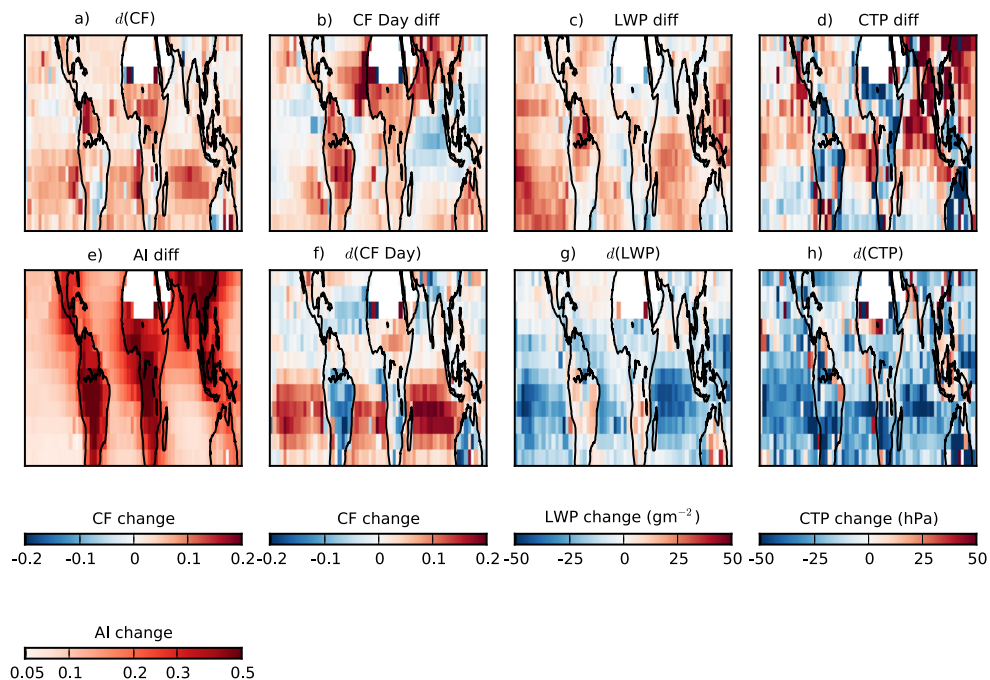 a) d(CF)
b) CF Day diff
c) LWP diff
d) CTP diff
e) AI diff
f) d(CF Day)
g) d(LWP)
h) d(CTP)
CF change
-0.2 -0.1 0 0.1 0.2
CF change
-0.2 -0.1 0 0.1 0.2
LWP change (gm⁻²)
-50 -25 0 25 50
CTP change (hPa)
-50 -25 0 25 50
AI change
0.05 0.1 0.2 0.3 0.5